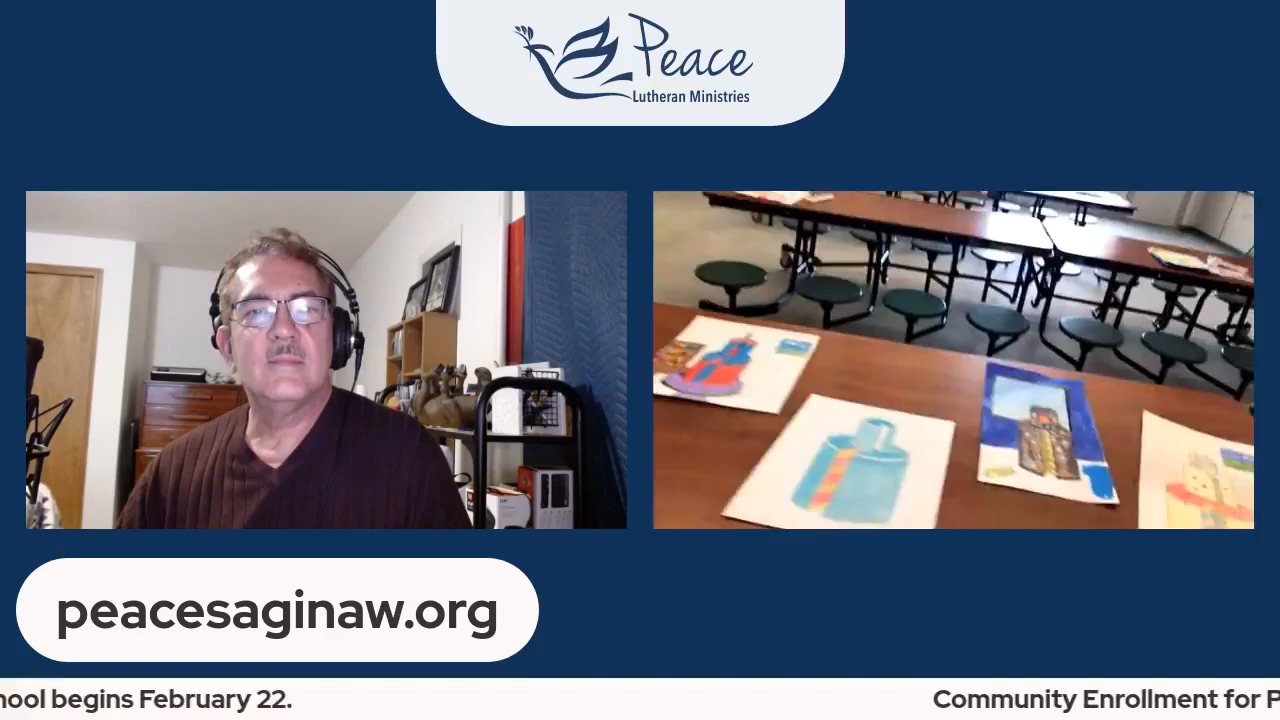 Peace
Lutheran Ministries
peacesaginaw.org
hool begins February 22.
Community Enrollment for P